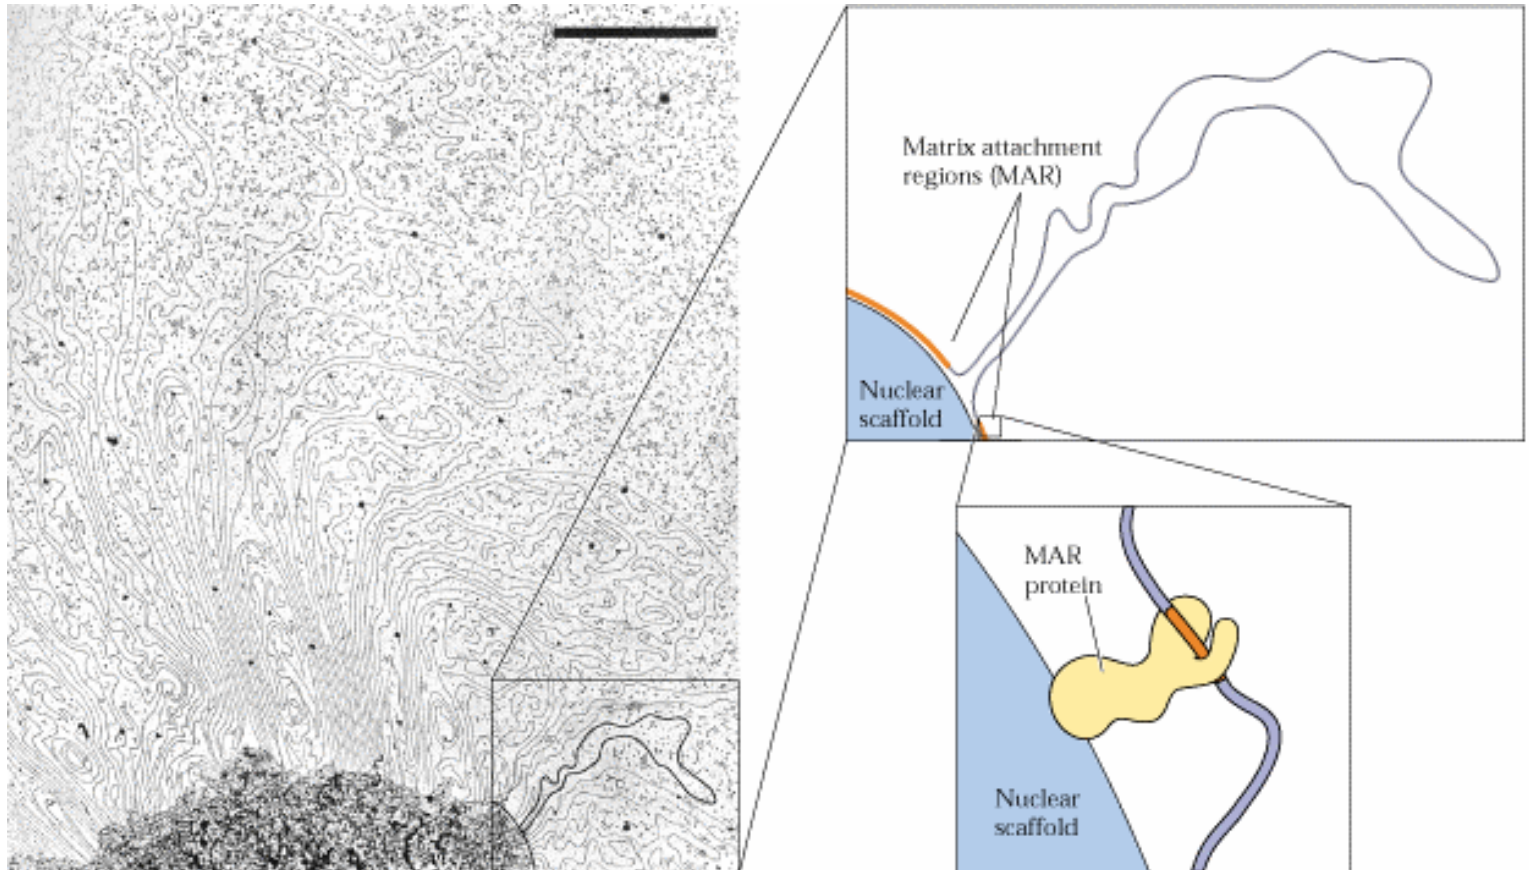 Matrix attachment
regions (MAR)
Nuclear
scaffold
MAR
protein
Nuclear
scaffold